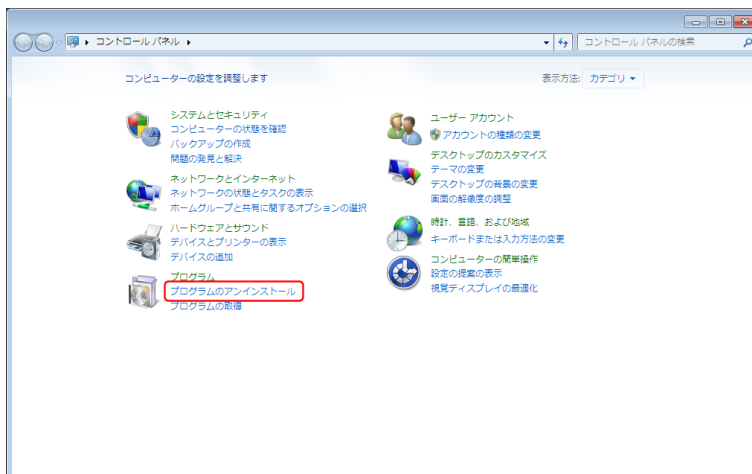 コントロール パネル
コントロール パネルの検索
コンピューターの設定を調整します
表示方法: カテゴリ
システムとセキュリティ
コンピューターの状態を確認
バックアップの作成
問題の発見と解決
ネットワークとインターネット
ネットワークの状態とタスクの表示
ホームグループと共有に関するオプションの選択
ハードウェアとサウンド
デバイスとプリンターの表示
デバイスの追加
プログラム
プログラムのアンインストール
プログラムの取得
ユーザー アカウント
アカウントの種類の変更
デスクトップのカスタマイズ
テーマの変更
デスクトップの背景の変更
画面の解像度の調整
時計、言語、および地域
キーボードまたは入力方法の変更
コンピューターの簡単操作
設定の提案の表示
視覚ディスプレイの最適化